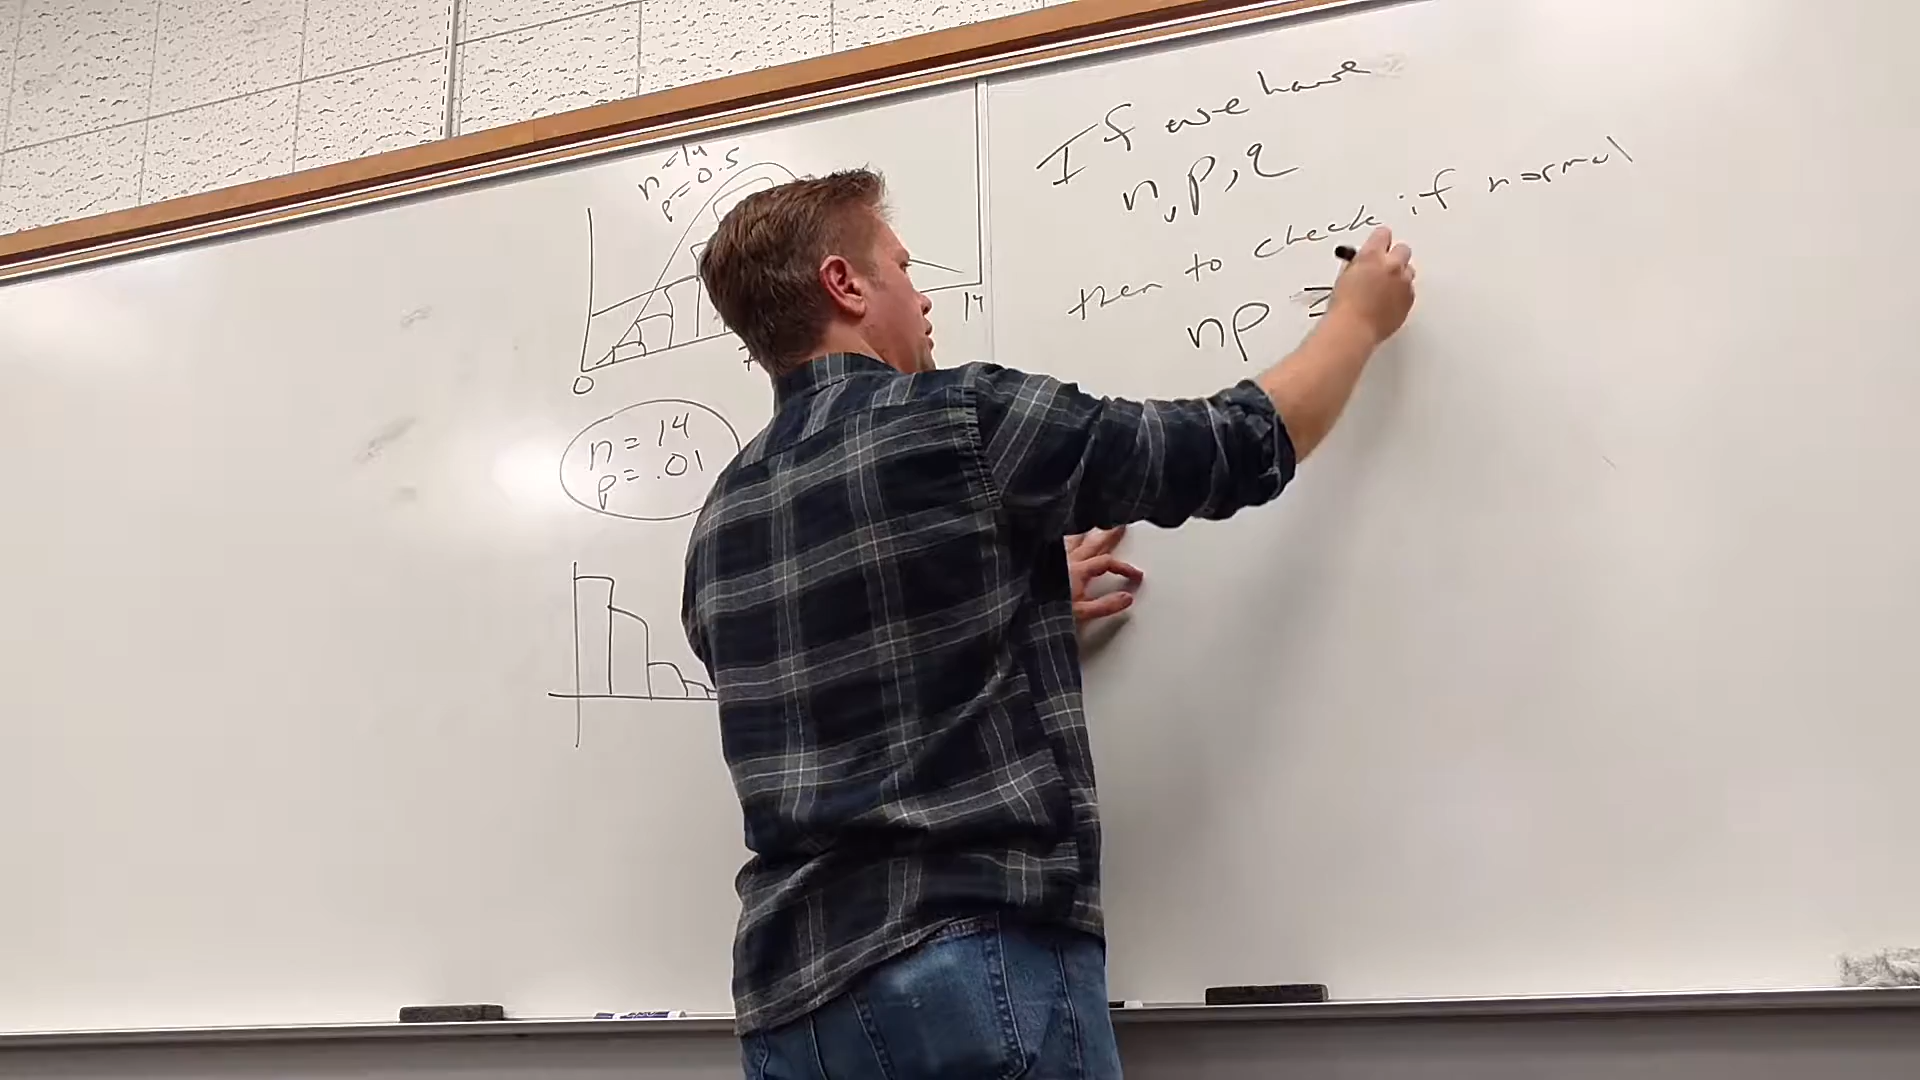 n=14
p=0.5
0
14
n = 14
p = .01
If we have
n, p, q
then to check if normal
np ≥